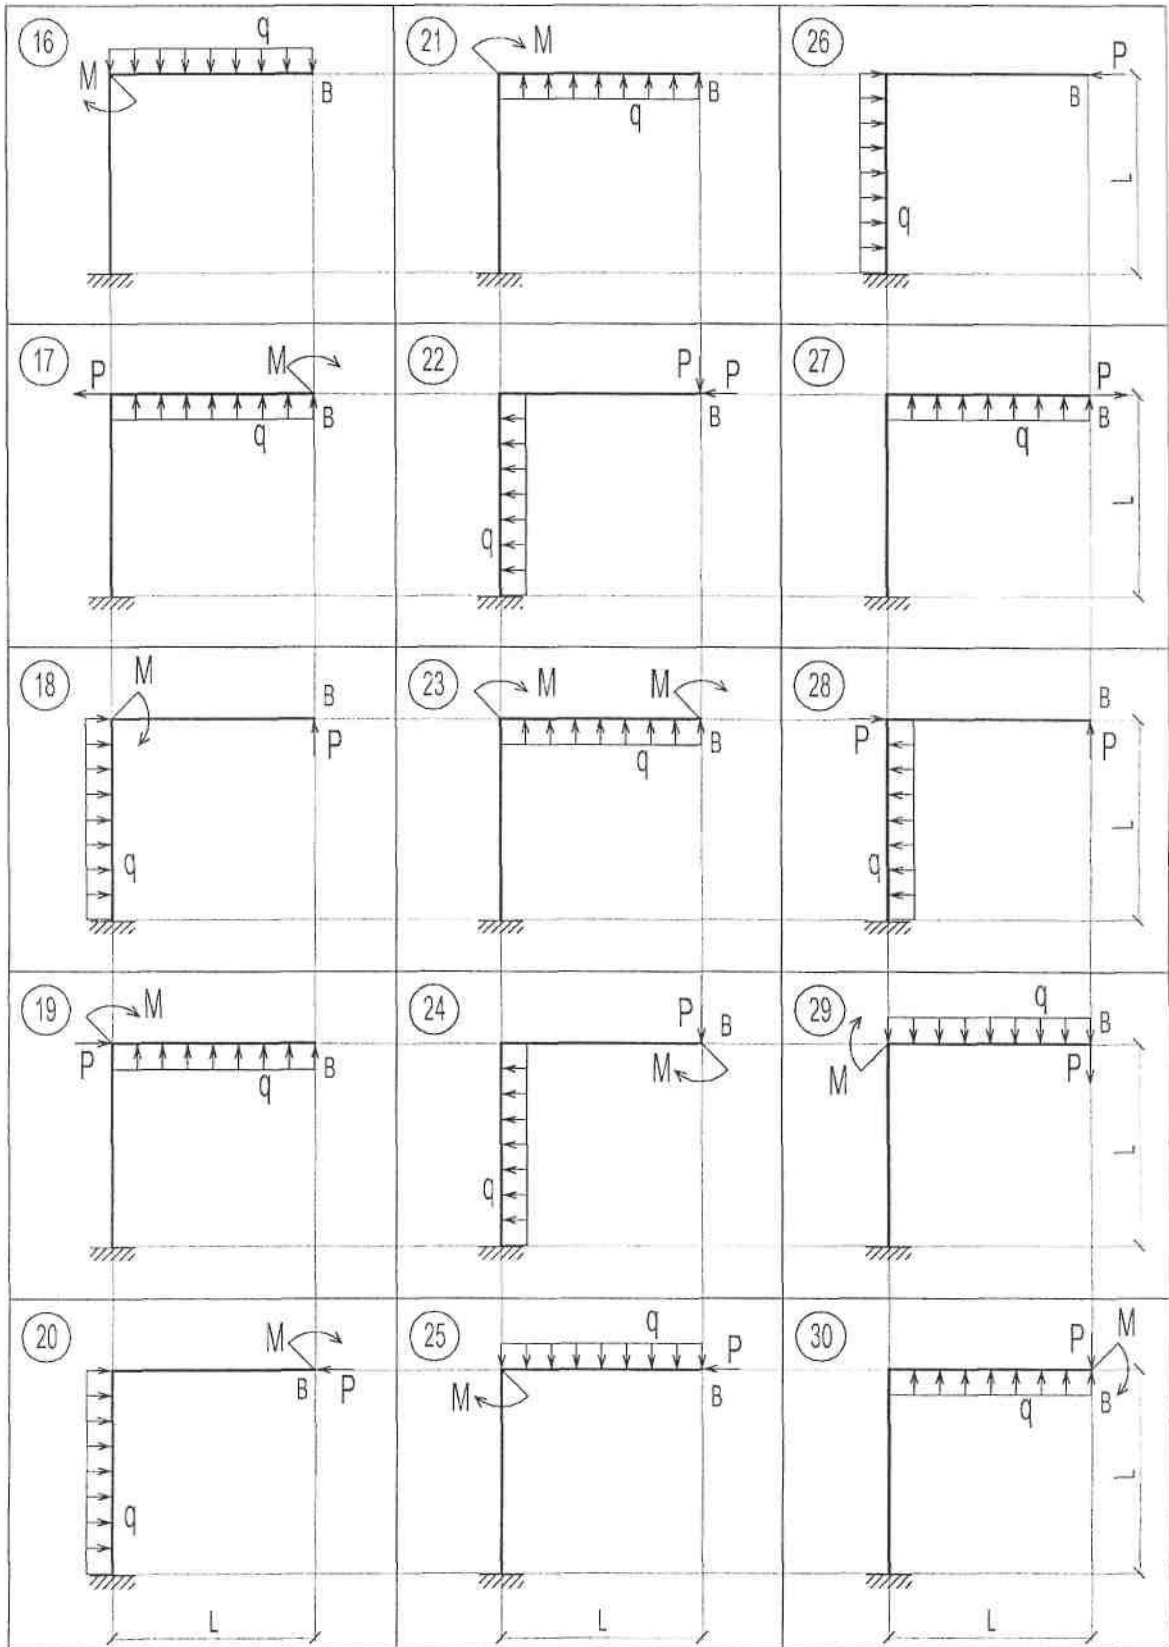 16 q 21 M 26 P
M B B B
q L
q
17 P M 22 P P 27 P
B B B
q q L
q
18 M B 23 M M 28 B
P B P P
q L
q q
19 M 24 P B 29 q B
P B M M P
q L
q
20 M 25 q P 30 P M
B P M B B
q L
q
L L